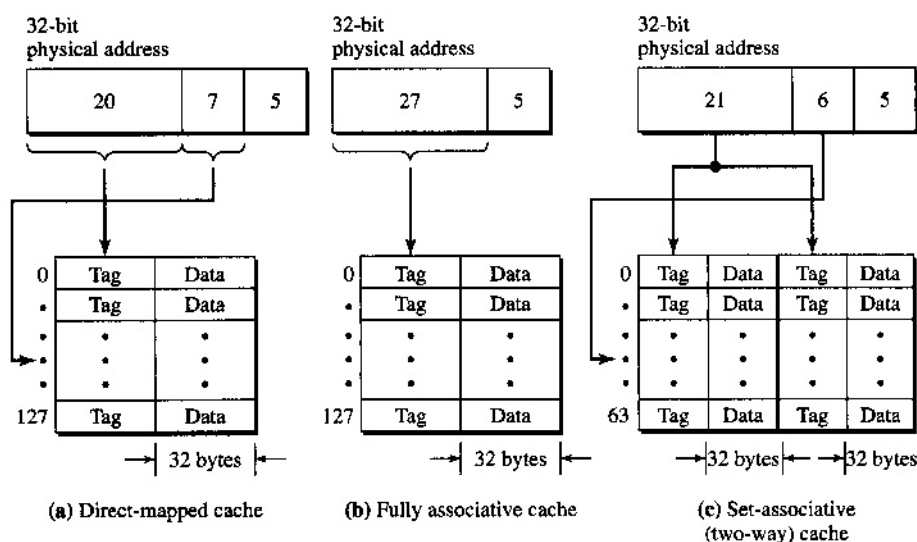 32-bit
physical address
20 7 5
0 Tag Data
Tag Data
127 Tag Data
32 bytes
(a) Direct-mapped cache
32-bit
physical address
27 5
0 Tag Data
Tag Data
127 Tag Data
32 bytes
(b) Fully associative cache
32-bit
physical address
21 6 5
0 Tag Data Tag Data
Tag Data Tag Data
63 Tag Data Tag Data
32 bytes 32 bytes
(c) Set-associative
(two-way) cache